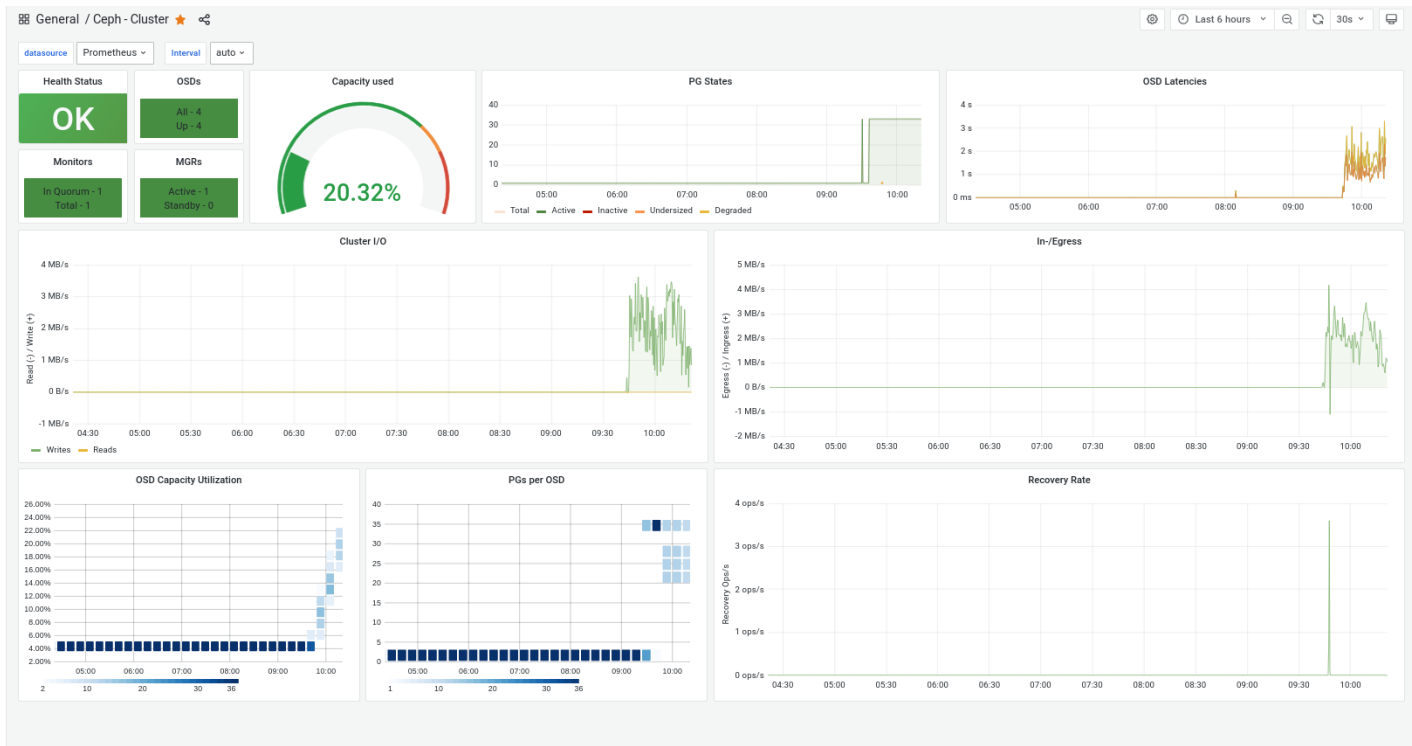 General / Ceph - Cluster
Last 6 hours
30s
datasource Prometheus Interval auto
Health Status
OK
OSDs
All - 4
Up - 4
Monitors
In Quorum - 1
Total - 1
MGRs
Active - 1
Standby - 0
Capacity used
20.32%
PG States
40
30
20
10
0
05:00 06:00 07:00 08:00 09:00 10:00
Total Active Inactive Undersized Degraded
OSD Latencies
4 s
3 s
2 s
1 s
0 ms
05:00 06:00 07:00 08:00 09:00 10:00
Cluster I/O
Read (-) / Write (+)
4 MB/s
3 MB/s
2 MB/s
1 MB/s
0 B/s
-1 MB/s
04:30 05:00 05:30 06:00 06:30 07:00 07:30 08:00 08:30 09:00 09:30 10:00
Writes Reads
In-/Egress
Egress (-) / Ingress (+)
5 MB/s
4 MB/s
3 MB/s
2 MB/s
1 MB/s
0 B/s
-1 MB/s
-2 MB/s
04:30 05:00 05:30 06:00 06:30 07:00 07:30 08:00 08:30 09:00 09:30 10:00
OSD Capacity Utilization
26.00%
24.00%
22.00%
20.00%
18.00%
16.00%
14.00%
12.00%
10.00%
8.00%
6.00%
4.00%
2.00%
05:00 06:00 07:00 08:00 09:00 10:00
2 10 20 30 36
PGs per OSD
40
35
30
25
20
15
10
5
0
05:00 06:00 07:00 08:00 09:00 10:00
1 10 20 30 36
Recovery Rate
Recovery Ops/s
4 ops/s
3 ops/s
2 ops/s
1 ops/s
0 ops/s
04:30 05:00 05:30 06:00 06:30 07:00 07:30 08:00 08:30 09:00 09:30 10:00